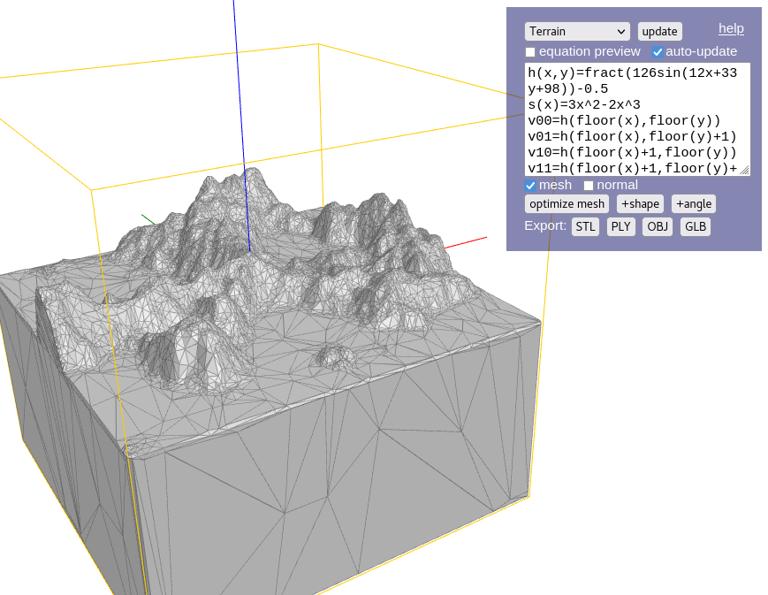 Terrain
update
help
equation preview
auto-update
h(x,y)=fract(126sin(12x+33
y+98))-0.5
s(x)=3x^2-2x^3
v00=h(floor(x),floor(y))
v01=h(floor(x),floor(y)+1)
v10=h(floor(x)+1,floor(y))
v11=h(floor(x)+1,floor(y)+
mesh
normal
optimize mesh
+shape
+angle
Export:
STL
PLY
OBJ
GLB